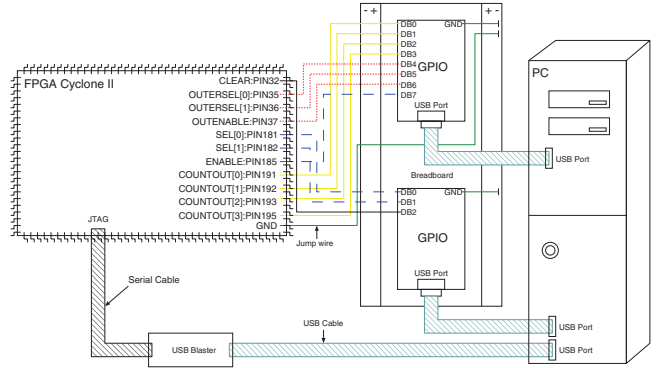 - + - +
DB0 GND
DB1
DB2
DB3
DB4
GPIO
DB5
DB6
DB7
USB Port
PC
FPGA Cyclone II
CLEAR:PIN32
OUTERSEL[0]:PIN35
OUTERSEL[1]:PIN36
OUTENABLE:PIN37
SEL[0]:PIN181
SEL[1]:PIN182
ENABLE:PIN185
COUNTOUT[0]:PIN191
COUNTOUT[1]:PIN192
COUNTOUT[2]:PIN193
COUNTOUT[3]:PIN195
GND
JTAG
USB Port
Breadboard
DB0 GND
DB1
DB2
GPIO
USB Port
Jump wire
Serial Cable
USB Cable
USB Blaster
USB Port
USB Port